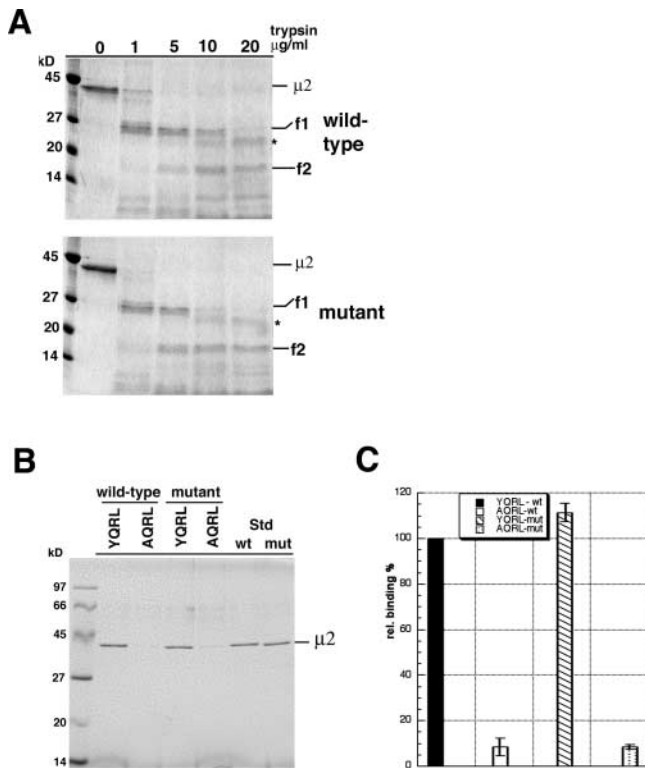 A
kD
0 1 5 10 20
trypsin
µg/ml
45
27
20
14
µ2
f1
*
f2
wild-
type
45
27
20
14
µ2
f1
*
f2
mutant
B
wild-type mutant
YQRL AQRL YQRL AQRL
Std
wt mut
kD
97
66
45
27
20
14
µ2
C
rel. binding %
120
100
80
60
40
20
0
YQRL - wt
AQRL-wt
YQRL-mut
AQRL-mut